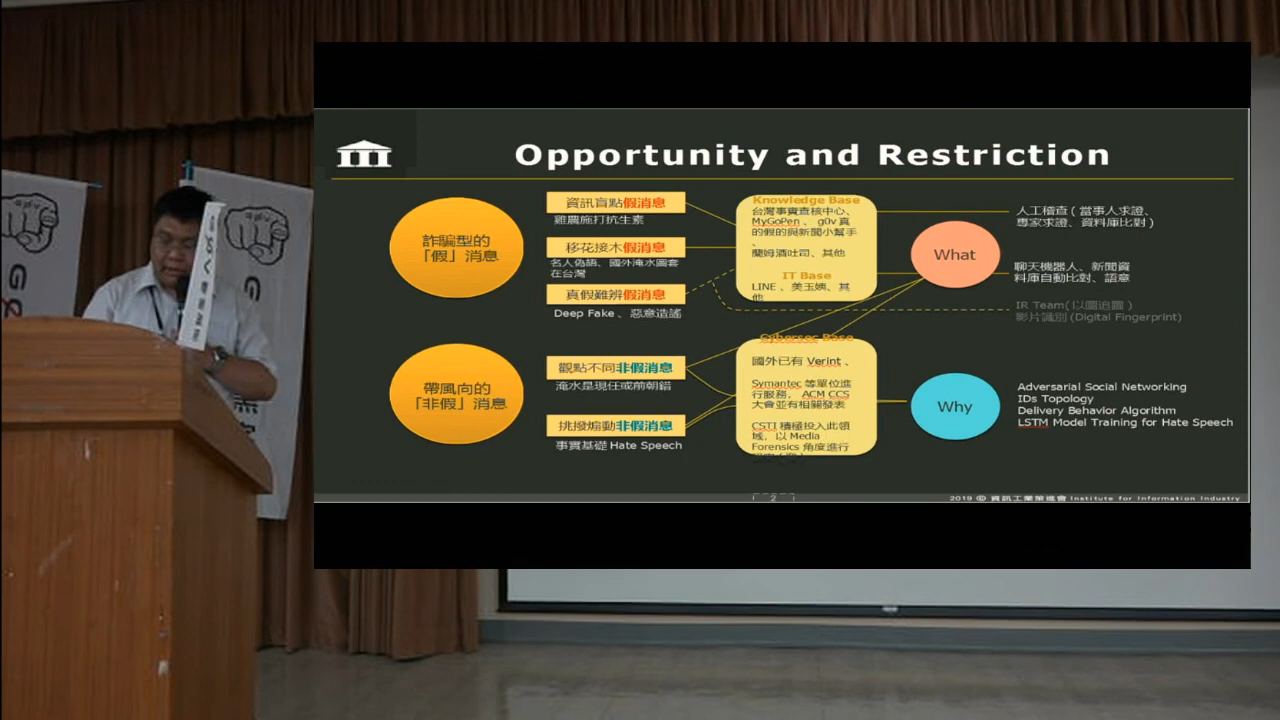 Opportunity and Restriction
詐騙型的
「假」消息
資訊盲點假消息
雞農施打抗生素
移花接木假消息
名人偽語、國外淹水圖套
在台灣
真假難辨假消息
Deep Fake 、惡意造謠
帶風向的
「非假」消息
觀點不同非假消息
淹水是現任或前朝錯
挑撥煽動非假消息
事實基礎 Hate Speech
Knowledge Base
台灣事實查核中心、
MyGoPen 、 g0v 真
的假的與新聞小幫手
、
蘭姆酒吐司、其他
IT Base
LINE 、美玉姨、其
他
Cybersec Base
國外已有 Verint 、
Symantec 等單位進
行服務， ACM CCS
大會並有相關發表
CSTI 積極投入此領
域，以 Media
Forensics 角度進行
What
Why
人工稽查 ( 當事人求證、
專家求證、資料庫比對 )
聊天機器人、新聞資
料庫自動比對、語意
IR Team( 以圖追圖 )
影片識別 (Digital Fingerprint)
Adversarial Social Networking
IDs Topology
Delivery Behavior Algorithm
LSTM Model Training for Hate Speech
2
2019 © 資訊工業策進會 Institute for Information Industry